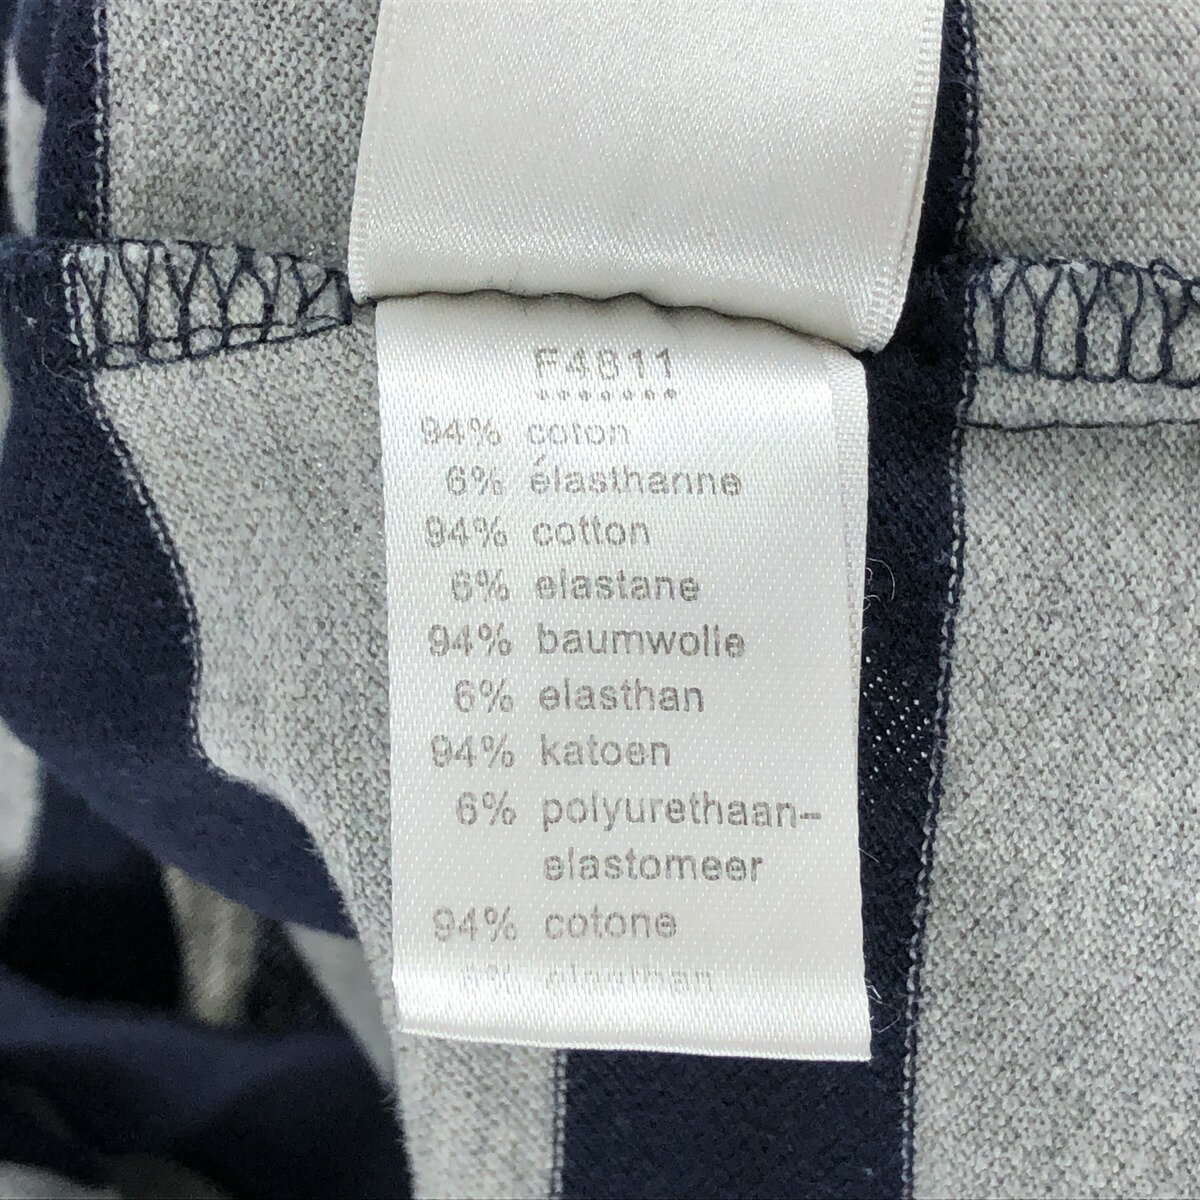 F4811
94% coton
6% élasthanne
94% cotton
6% elastane
94% baumwolle
6% elasthan
94% katoen
6% polyurethaan-
elastomeer
94% cotone
6%